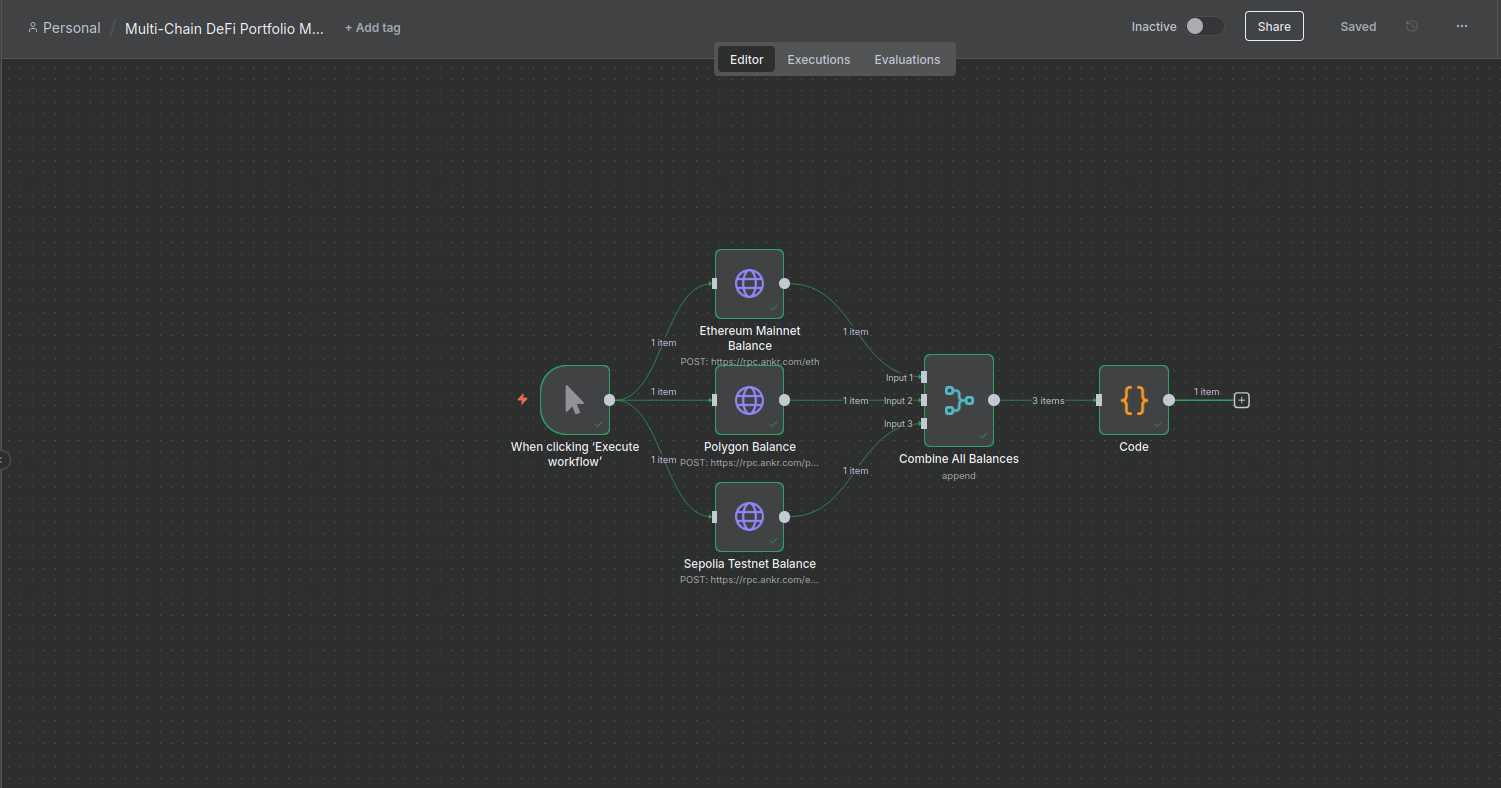 Personal / Multi-Chain DeFi Portfolio M... + Add tag
Inactive Share Saved ...
Editor Executions Evaluations
Ethereum Mainnet
Balance
POST: https://rpc.ankr.com/eth
1 item
1 item
Input 1
1 item
1 item
Input 2
3 items
1 item
{}
Input 3
When clicking ‘Execute
workflow’
Polygon Balance
POST: https://rpc.ankr.com/p...
1 item
1 item
Combine All Balances
append
Code
Sepolia Testnet Balance
POST: https://rpc.ankr.com/e...